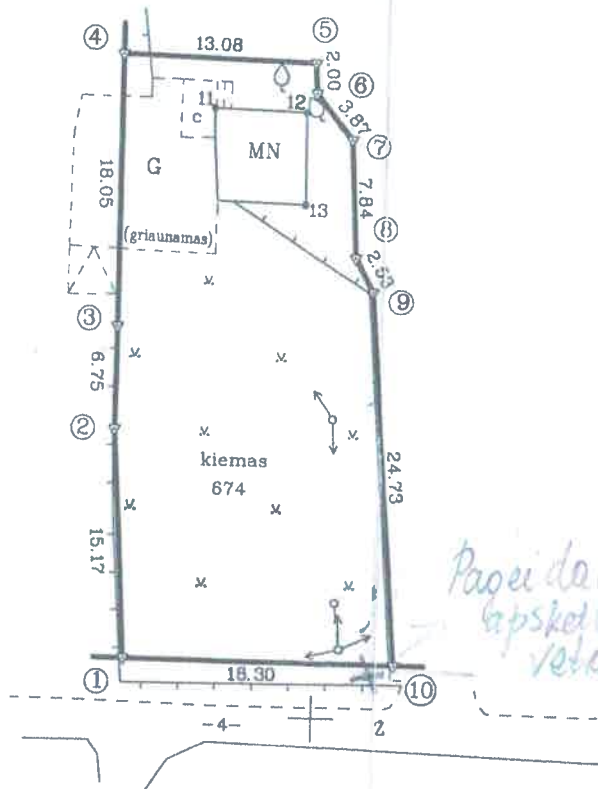 ④ 13.08 ⑤
2.00
⑥
3.87
⑦
11 12
c
MN
G
18.05
7.84
13
⑧
(griaunamas)
2.53
⑨
③
6.75
②
kiemas
674
24.73
15.17
① 18.30 ⑩
-4- 2